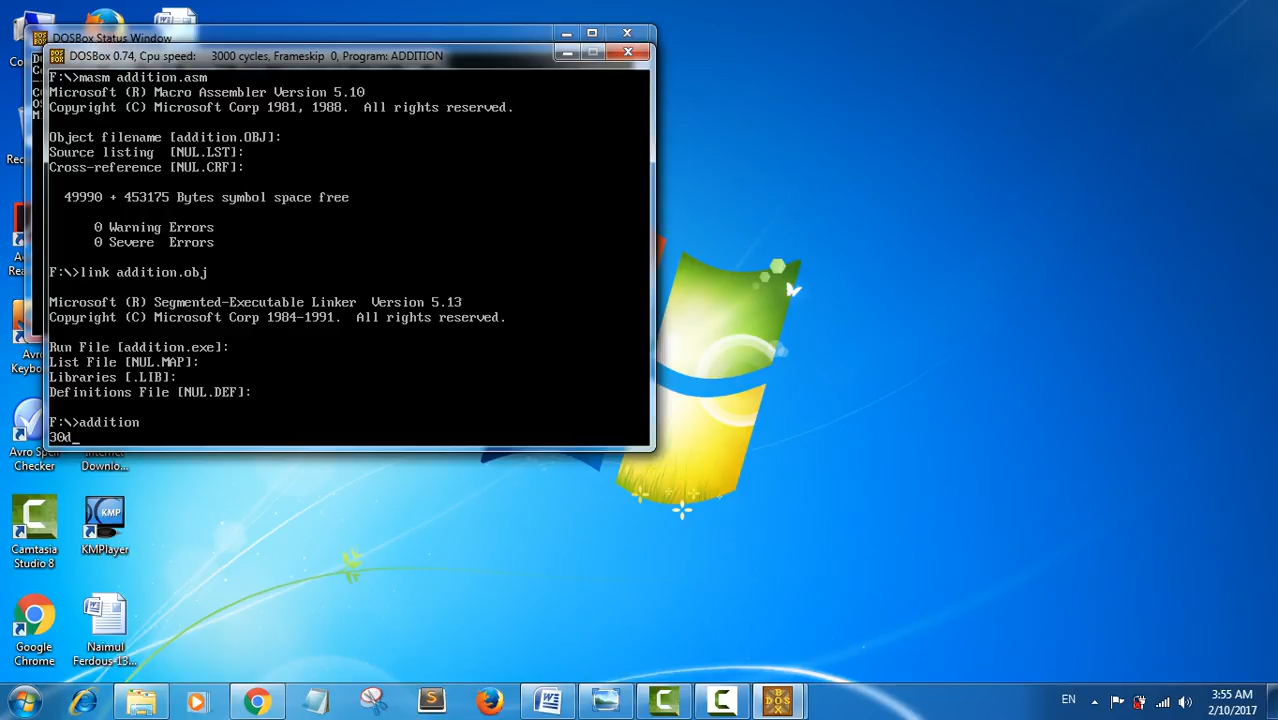 DOSBox Status Window
DOSBox 0.74, Cpu speed: 3000 cycles, Frameskip 0, Program: ADDITION
F:\>masm addition.asm
Microsoft (R) Macro Assembler Version 5.10
Copyright (C) Microsoft Corp 1981, 1988. All rights reserved.
Object filename [addition.OBJ]:
Source listing [NUL.LST]:
Cross-reference [NUL.CRF]:
49990 + 453175 Bytes symbol space free
0 Warning Errors
0 Severe Errors
F:\>link addition.obj
Microsoft (R) Segmented-Executable Linker Version 5.13
Copyright (C) Microsoft Corp 1984-1991. All rights reserved.
Run File [addition.exe]:
List File [NUL.MAP]:
Libraries [.LIB]:
Definitions File [NUL.DEF]:
F:\>addition
30d_
Avro Spell
Checker
Internet
Downlo...
Camtasia
Studio 8
KMP
KMPlayer
Google
Chrome
Naimul
Ferdous-13...
EN
3:55 AM
2/10/2017